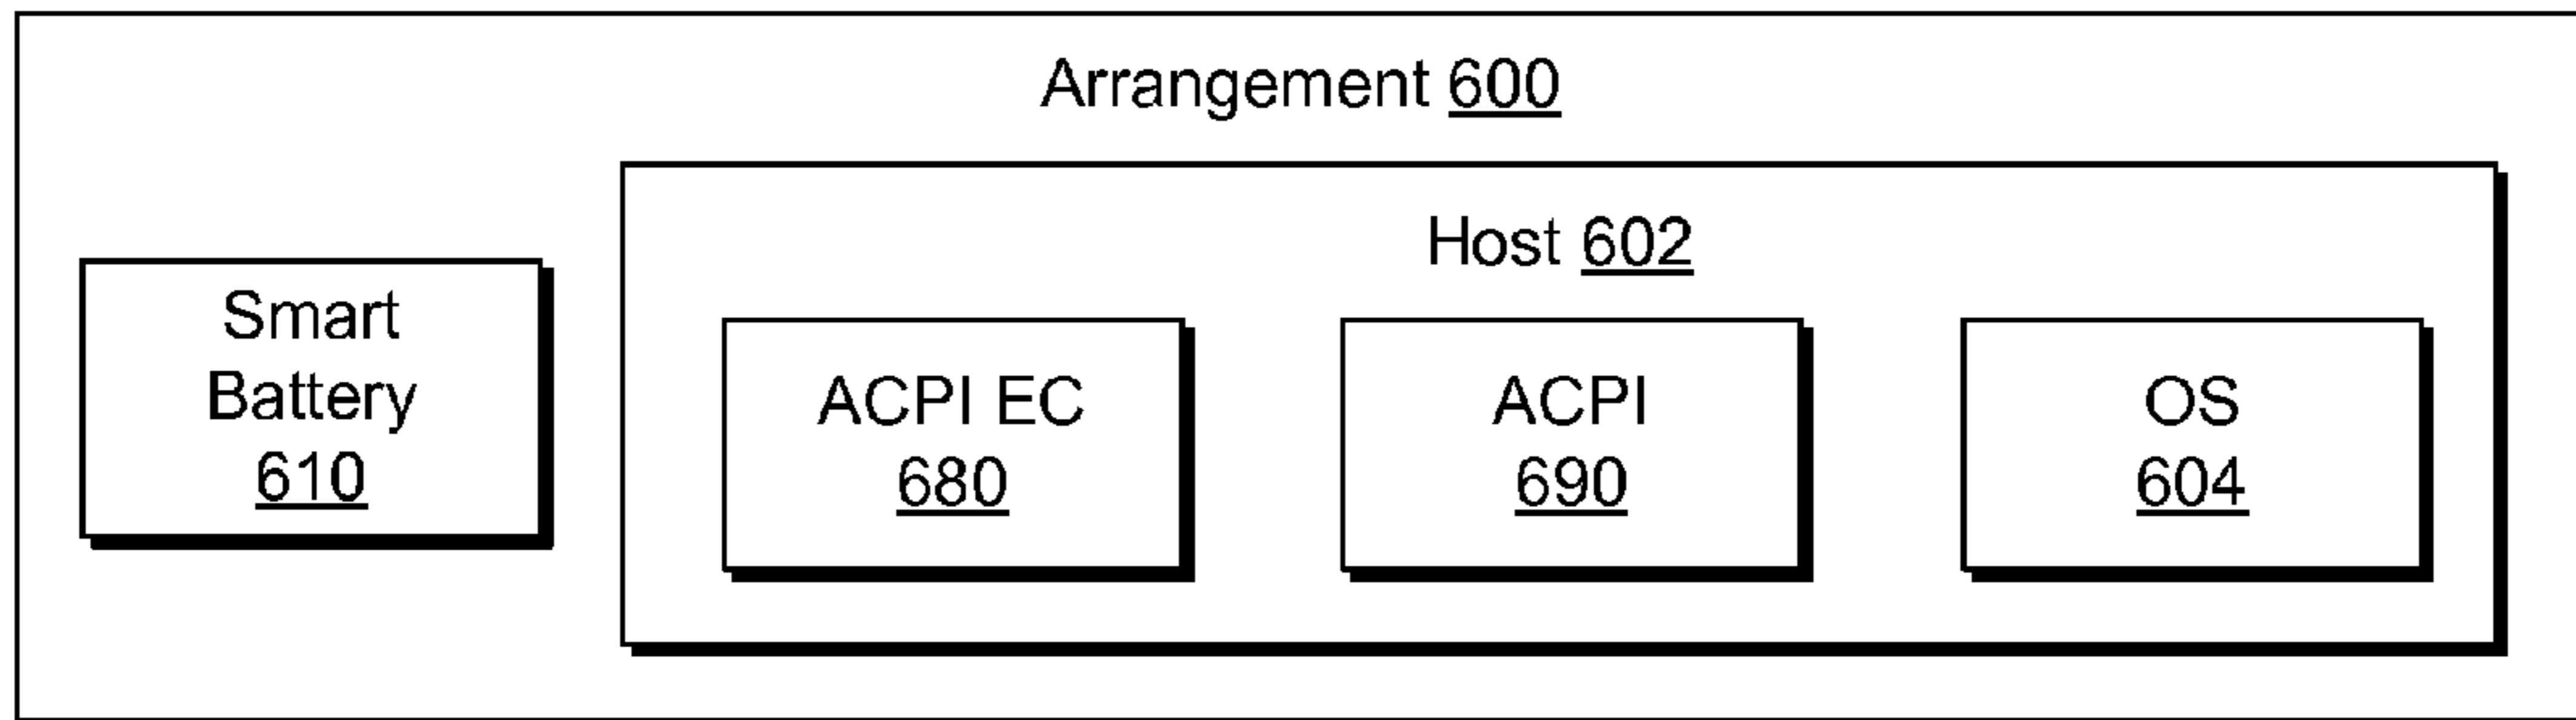 Arrangement 600
Host 602
Smart
Battery
610
ACPI EC
680
ACPI
690
OS
604